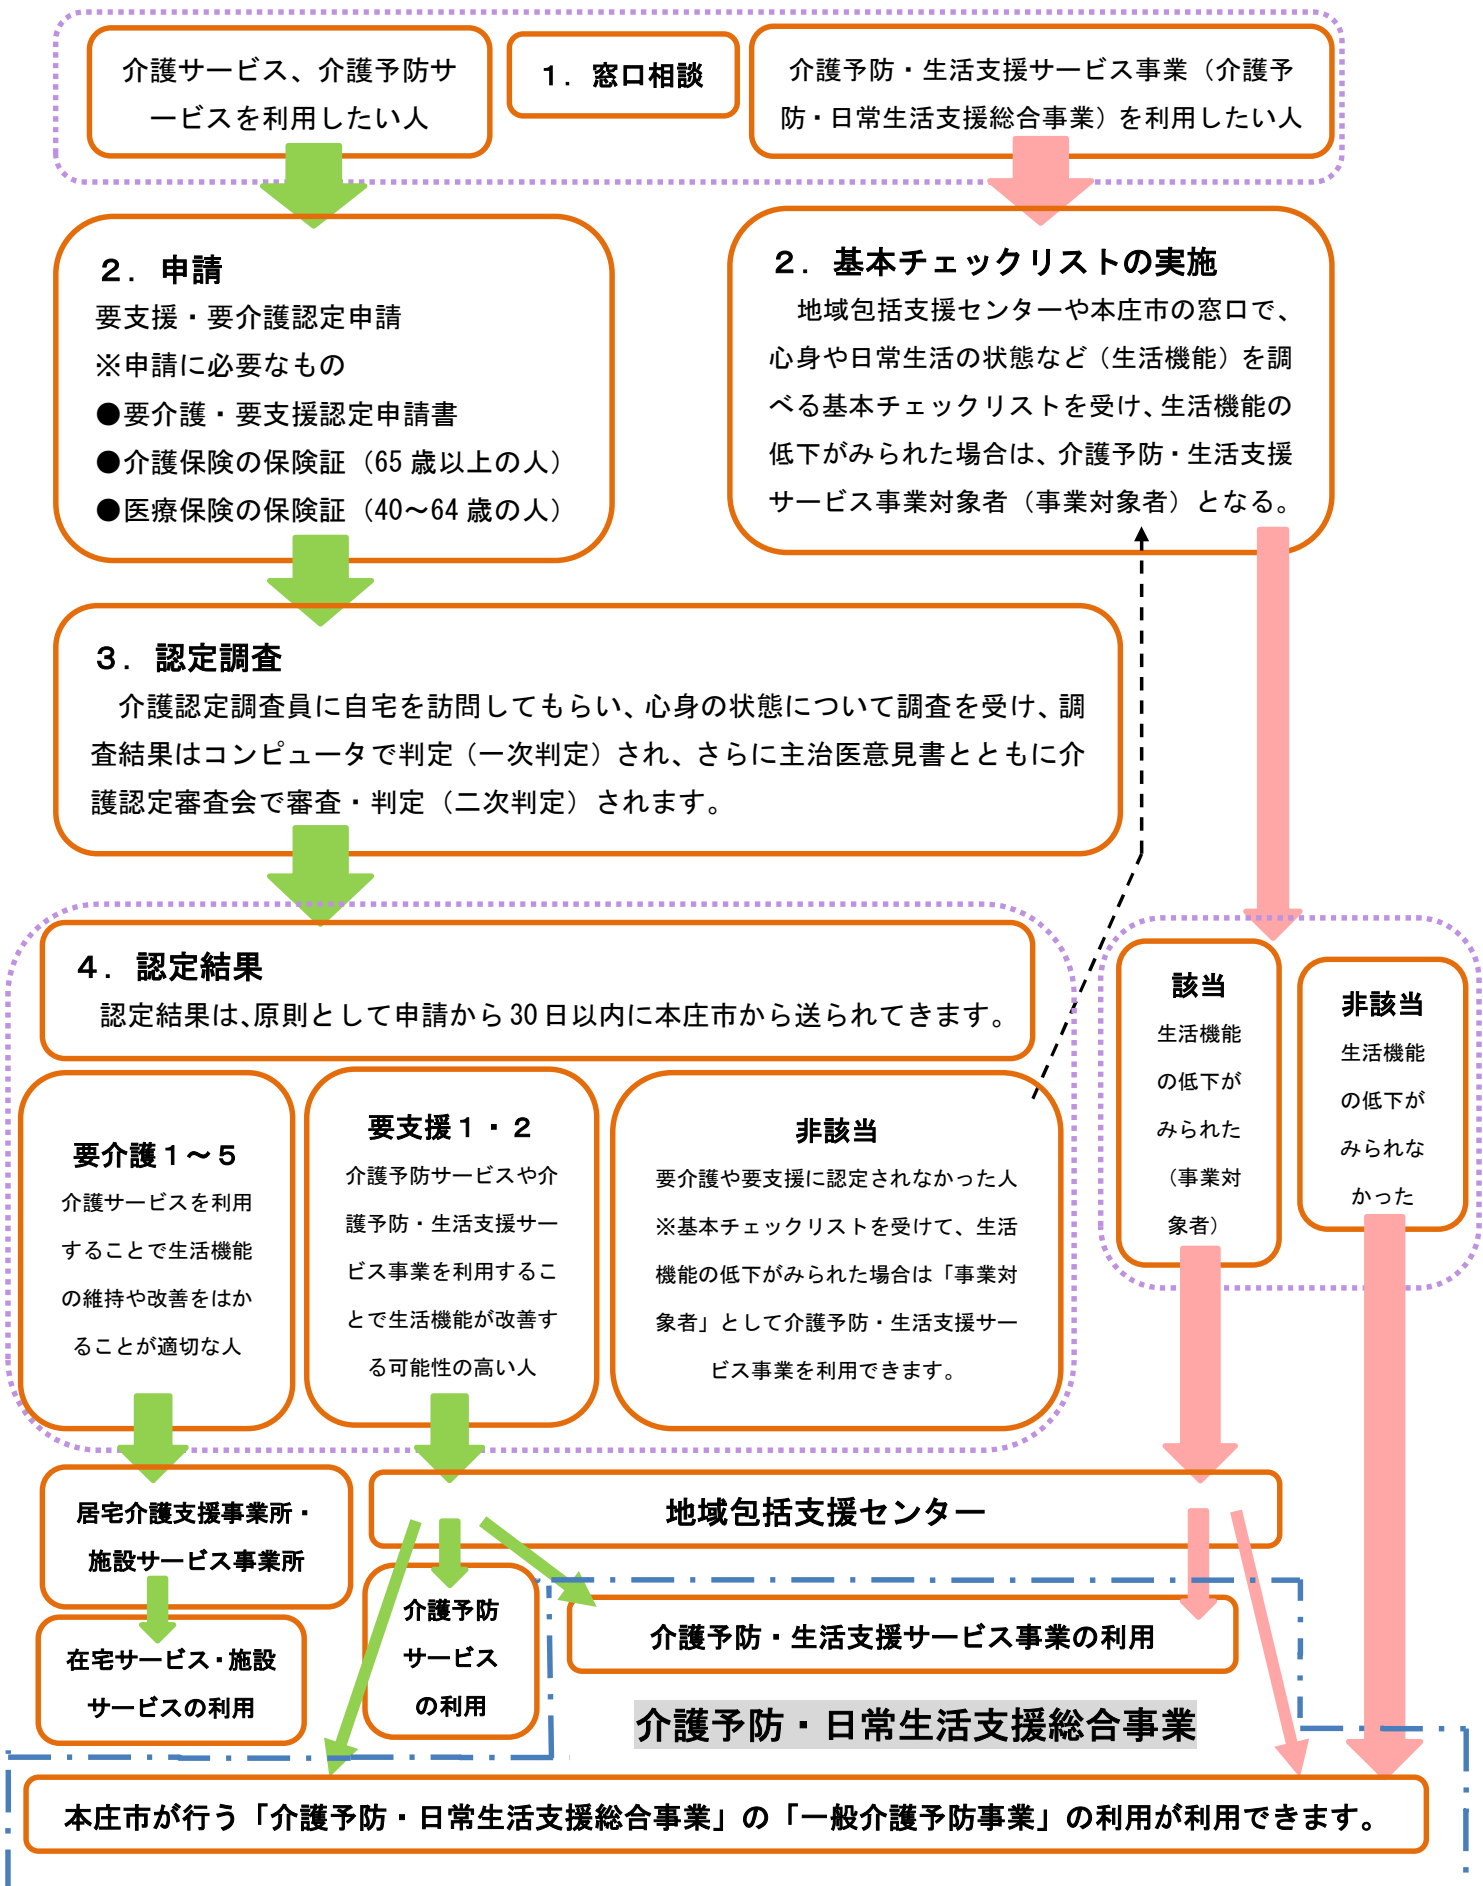 介護サービス、介護予防サ
ービスを利用したい人
1．窓口相談
介護予防・生活支援サービス事業（介護予
防・日常生活支援総合事業）を利用したい人
2．申請
要支援・要介護認定申請
※申請に必要なもの
●要介護・要支援認定申請書
●介護保険の保険証（65 歳以上の人）
●医療保険の保険証（40～64 歳の人）
2．基本チェックリストの実施
地域包括支援センターや本庄市の窓口で、
心身や日常生活の状態など（生活機能）を調
べる基本チェックリストを受け、生活機能の
低下がみられた場合は、介護予防・生活支援
サービス事業対象者（事業対象者）となる。
3．認定調査
介護認定調査員に自宅を訪問してもらい、心身の状態について調査を受け、調
査結果はコンピュータで判定（一次判定）され、さらに主治医意見書とともに介
護認定審査会で審査・判定（二次判定）されます。
4．認定結果
認定結果は、原則として申請から 30 日以内に本庄市から送られてきます。
要介護１～５
介護サービスを利用
することで生活機能
の維持や改善をはか
ることが適切な人
要支援１・２
介護予防サービスや介
護予防・生活支援サー
ビス事業を利用するこ
とで生活機能が改善す
る可能性の高い人
非該当
要介護や要支援に認定されなかった人
※基本チェックリストを受けて、生活
機能の低下がみられた場合は「事業対
象者」として介護予防・生活支援サー
ビス事業を利用できます。
該当
生活機能
の低下が
みられた
（事業対
象者）
非該当
生活機能
の低下が
みられな
かった
居宅介護支援事業所・
施設サービス事業所
地域包括支援センター
在宅サービス・施設
サービスの利用
介護予防
サービス
の利用
介護予防・生活支援サービス事業の利用
介護予防・日常生活支援総合事業
本庄市が行う「介護予防・日常生活支援総合事業」の「一般介護予防事業」の利用が利用できます。